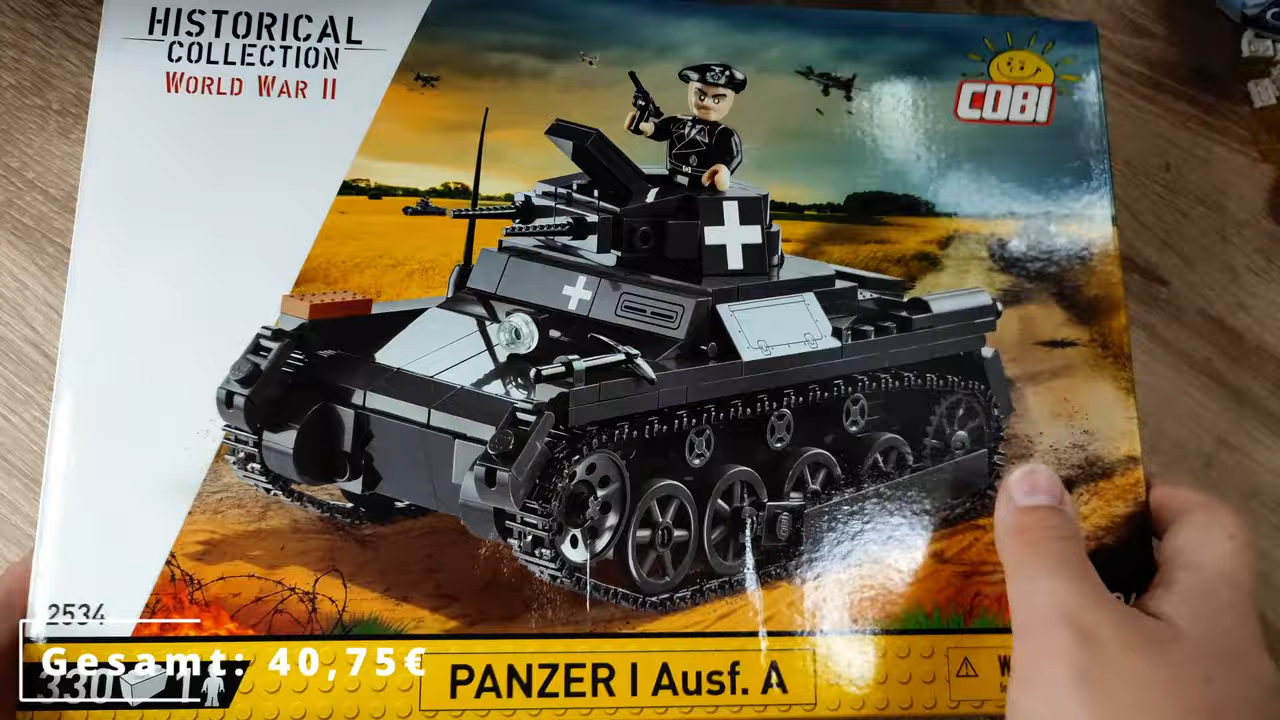 HISTORICAL
COLLECTION
WORLD WAR II
COBI
2534
Gesamt: 40,75€
330 1
PANZER I Ausf. A